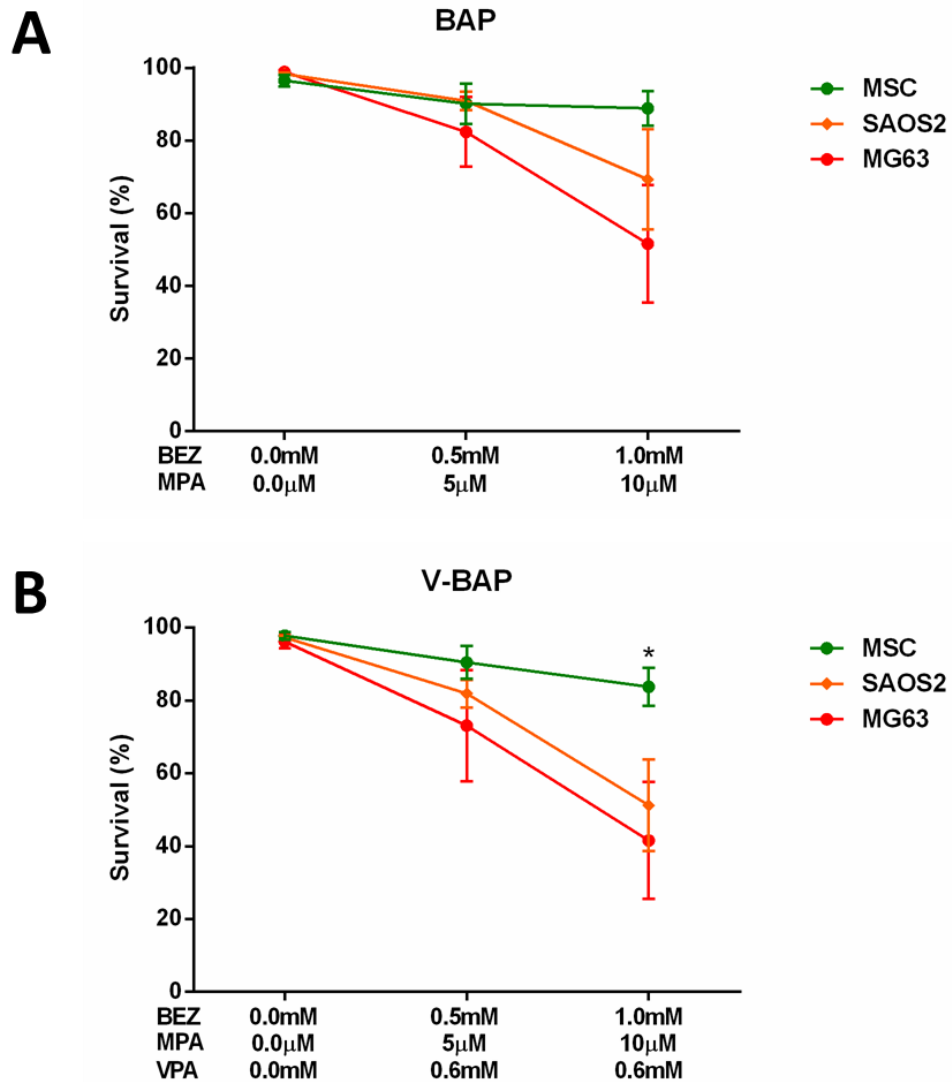 A
BAP
100
80
60
40
20
0
Survival (%)
MSC
SAOS2
MG63
BEZ 0.0mM 0.5mM 1.0mM
MPA 0.0μM 5μM 10μM
B
V-BAP
100
80
60
40
20
0
Survival (%)
*
MSC
SAOS2
MG63
BEZ 0.0mM 0.5mM 1.0mM
MPA 0.0μM 5μM 10μM
VPA 0.0mM 0.6mM 0.6mM